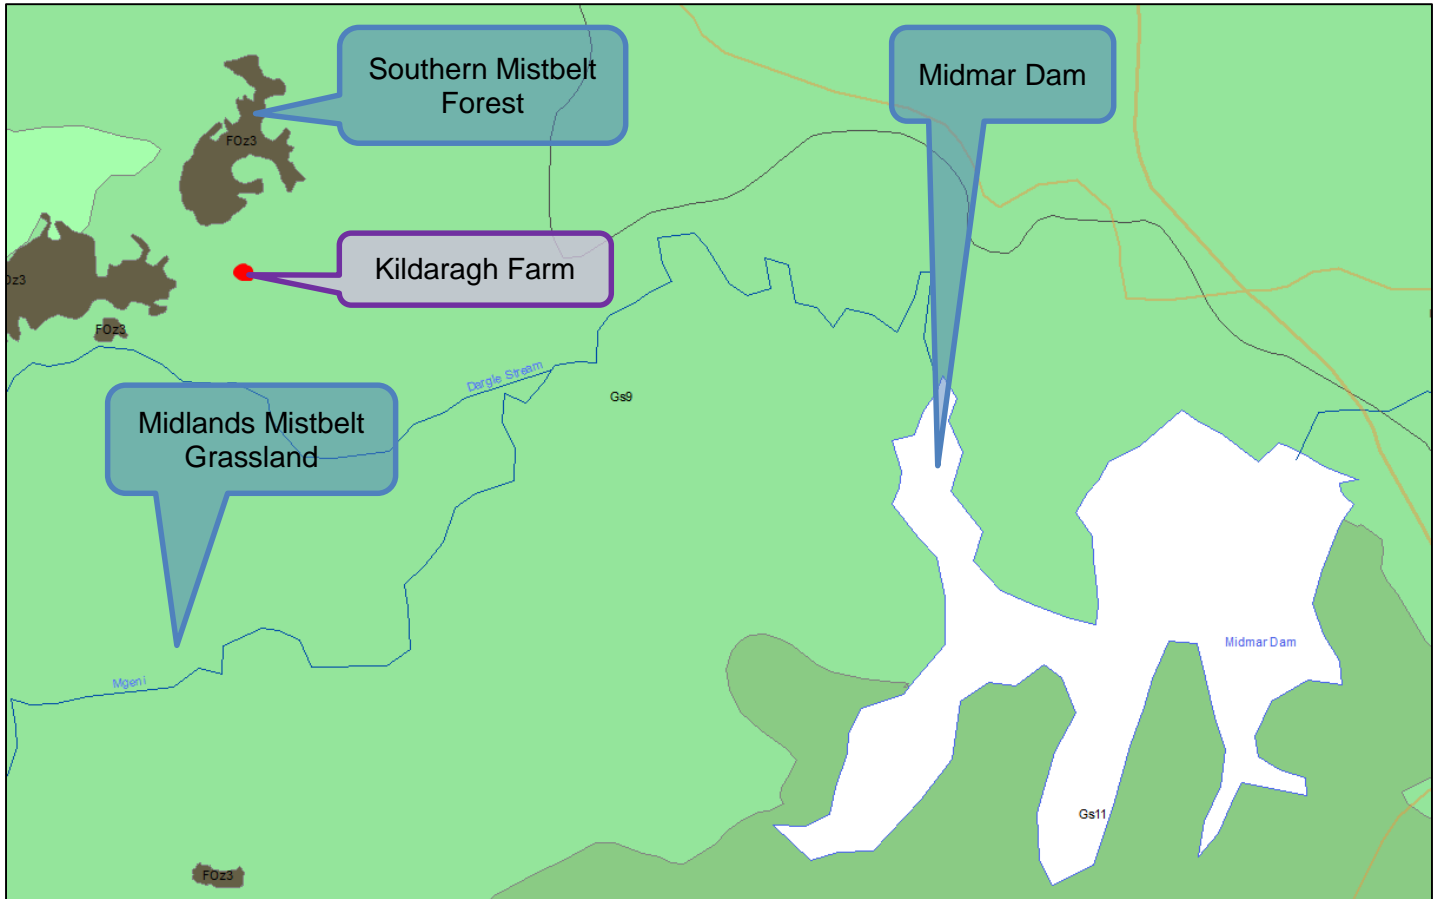 Southern Mistbelt
Forest
Midmar Dam
FOz3
Kildaragh Farm
Oz3
FOz3
Dargle Stream
Gs9
Midlands Mistbelt
Grassland
Midmar Dam
Mgeni
Gs11
FOz3